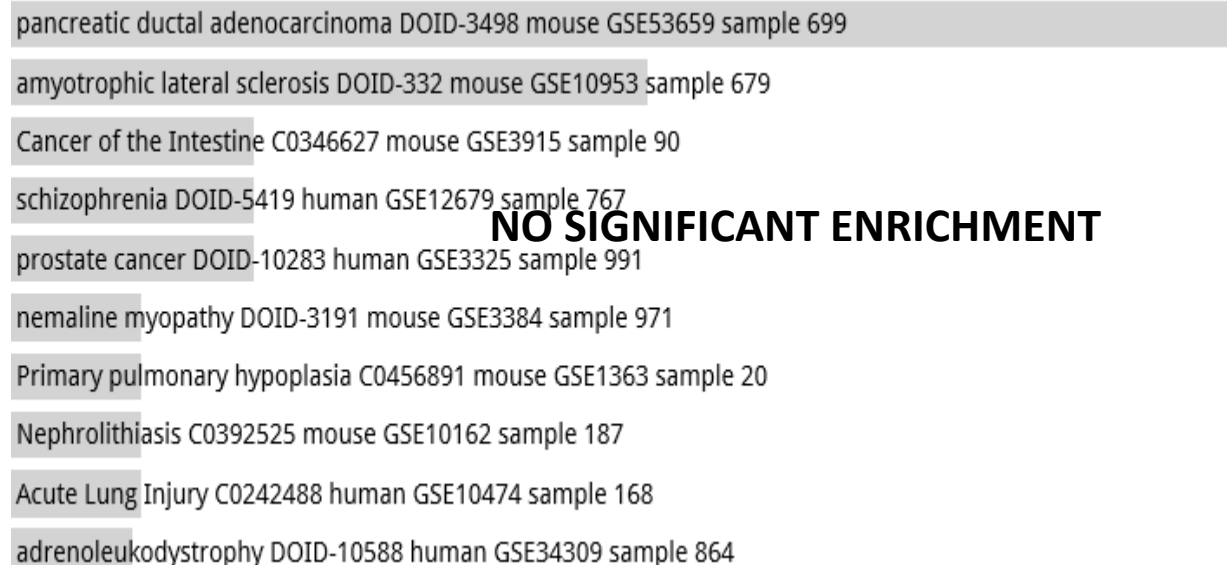 pancreatic ductal adenocarcinoma DOID-3498 mouse GSE53659 sample 699
amyotrophic lateral sclerosis DOID-332 mouse GSE10953 sample 679
Cancer of the Intestine C0346627 mouse GSE3915 sample 90
schizophrenia DOID-5419 human GSE12679 sample 767
NO SIGNIFICANT ENRICHMENT
prostate cancer DOID-10283 human GSE3325 sample 991
nemaline myopathy DOID-3191 mouse GSE3384 sample 971
Primary pulmonary hypoplasia C0456891 mouse GSE1363 sample 20
Nephrolithiasis C0392525 mouse GSE10162 sample 187
Acute Lung Injury C0242488 human GSE10474 sample 168
adrenoleukodystrophy DOID-10588 human GSE34309 sample 864